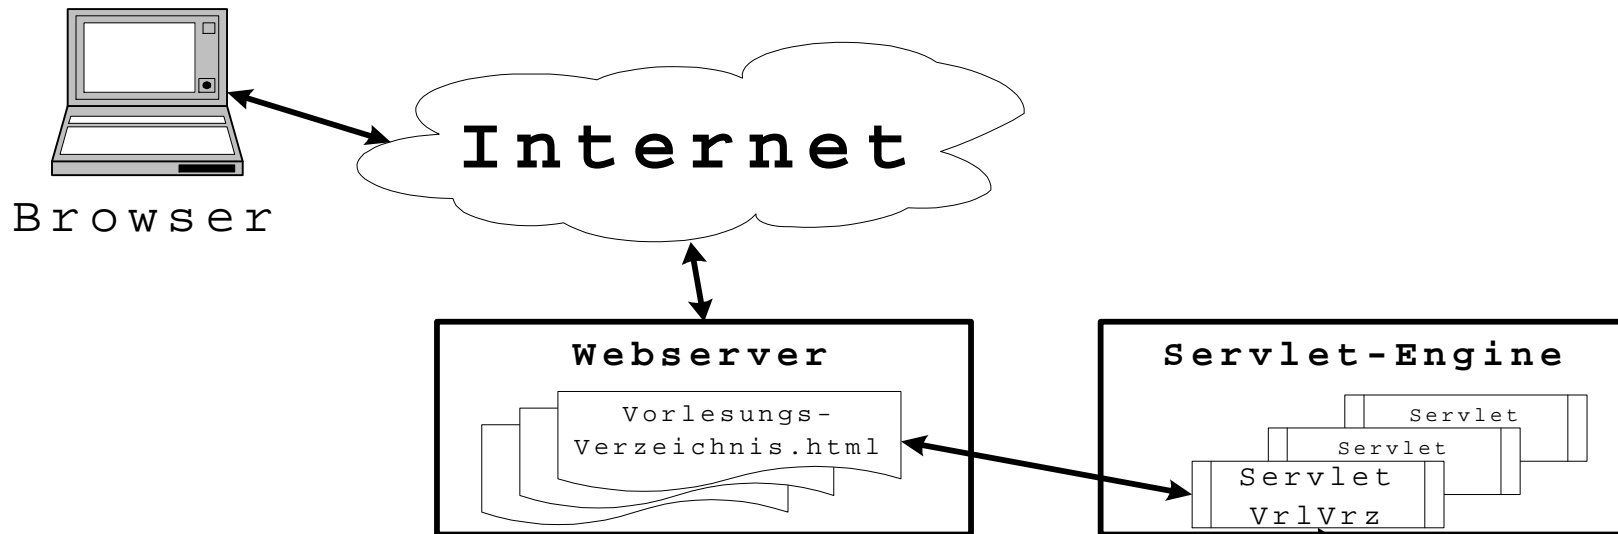 Internet
Browser
Webserver
Vorlesungs-
Verzeichnis.html
Servlet-Engine
Servlet
Servlet
Servlet
VrlVrz